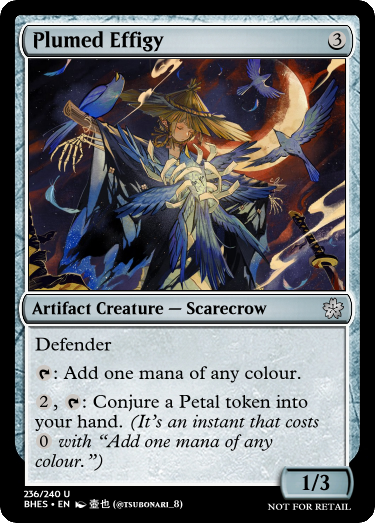 Plumed Effigy 3
Artifact Creature — Scarecrow
Defender
: Add one mana of any colour.
2, : Conjure a Petal token into
your hand. (It's an instant that costs
0 with “Add one mana of any
colour.”)
1/3
236/240 U
BHES • EN 壺也 (@TSUBONARI_8)
NOT FOR RETAIL